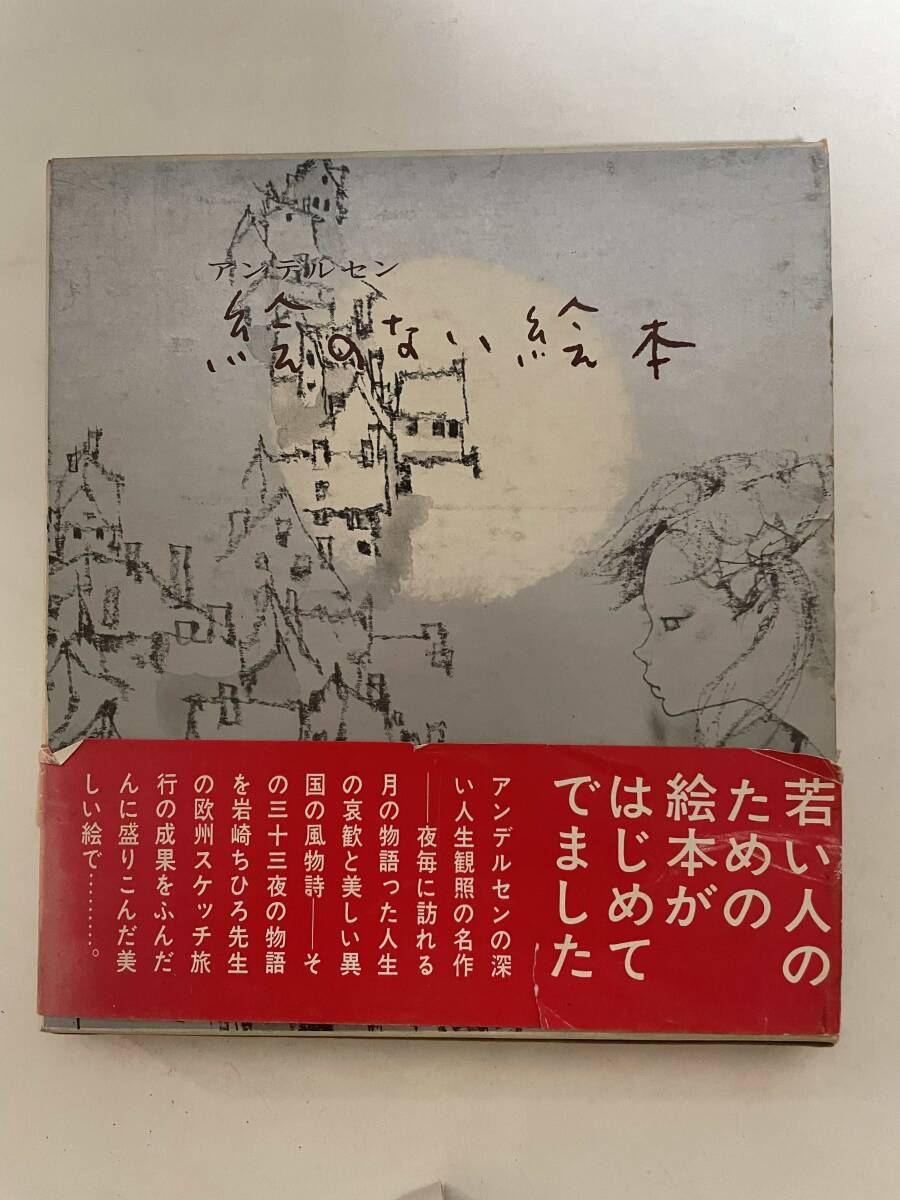 アンデルセン
絵のない絵本
若い人の
ための
絵本が
はじめて
でました
アンデルセンの深
い人生観照の名作
──夜毎に訪れる
月の物語った人生
の哀歓と美しい異
国の風物詩──そ
の三十三夜の物語
を岩崎ちひろ先生
の欧州スケッチ旅
行の成果をふんだ
んに盛りこんだ美
しい絵で………。